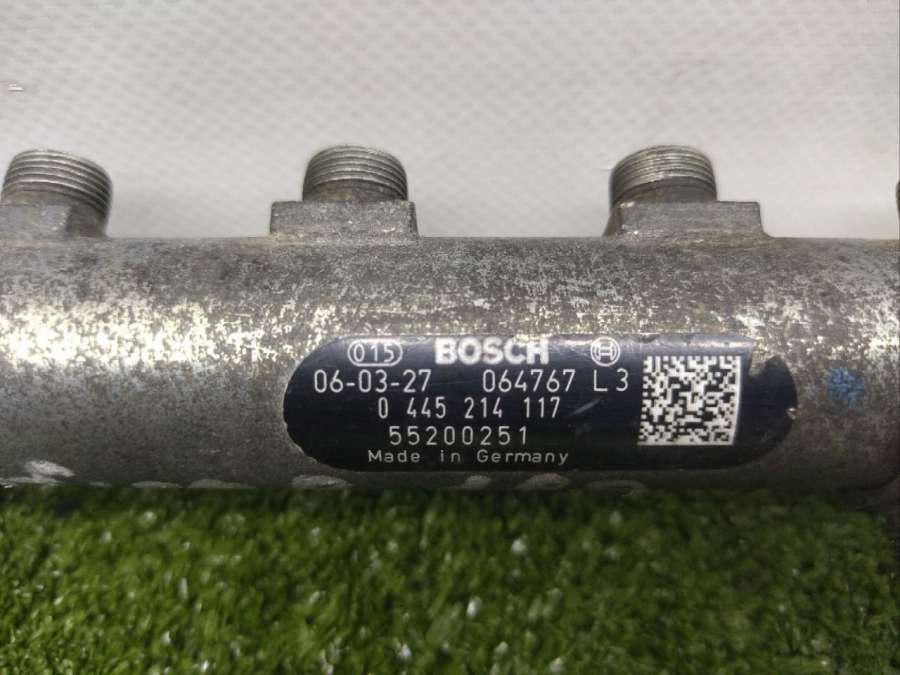 015 BOSCH
06-03-27 064767 L3
0 445 214 117
55200251
Made in Germany